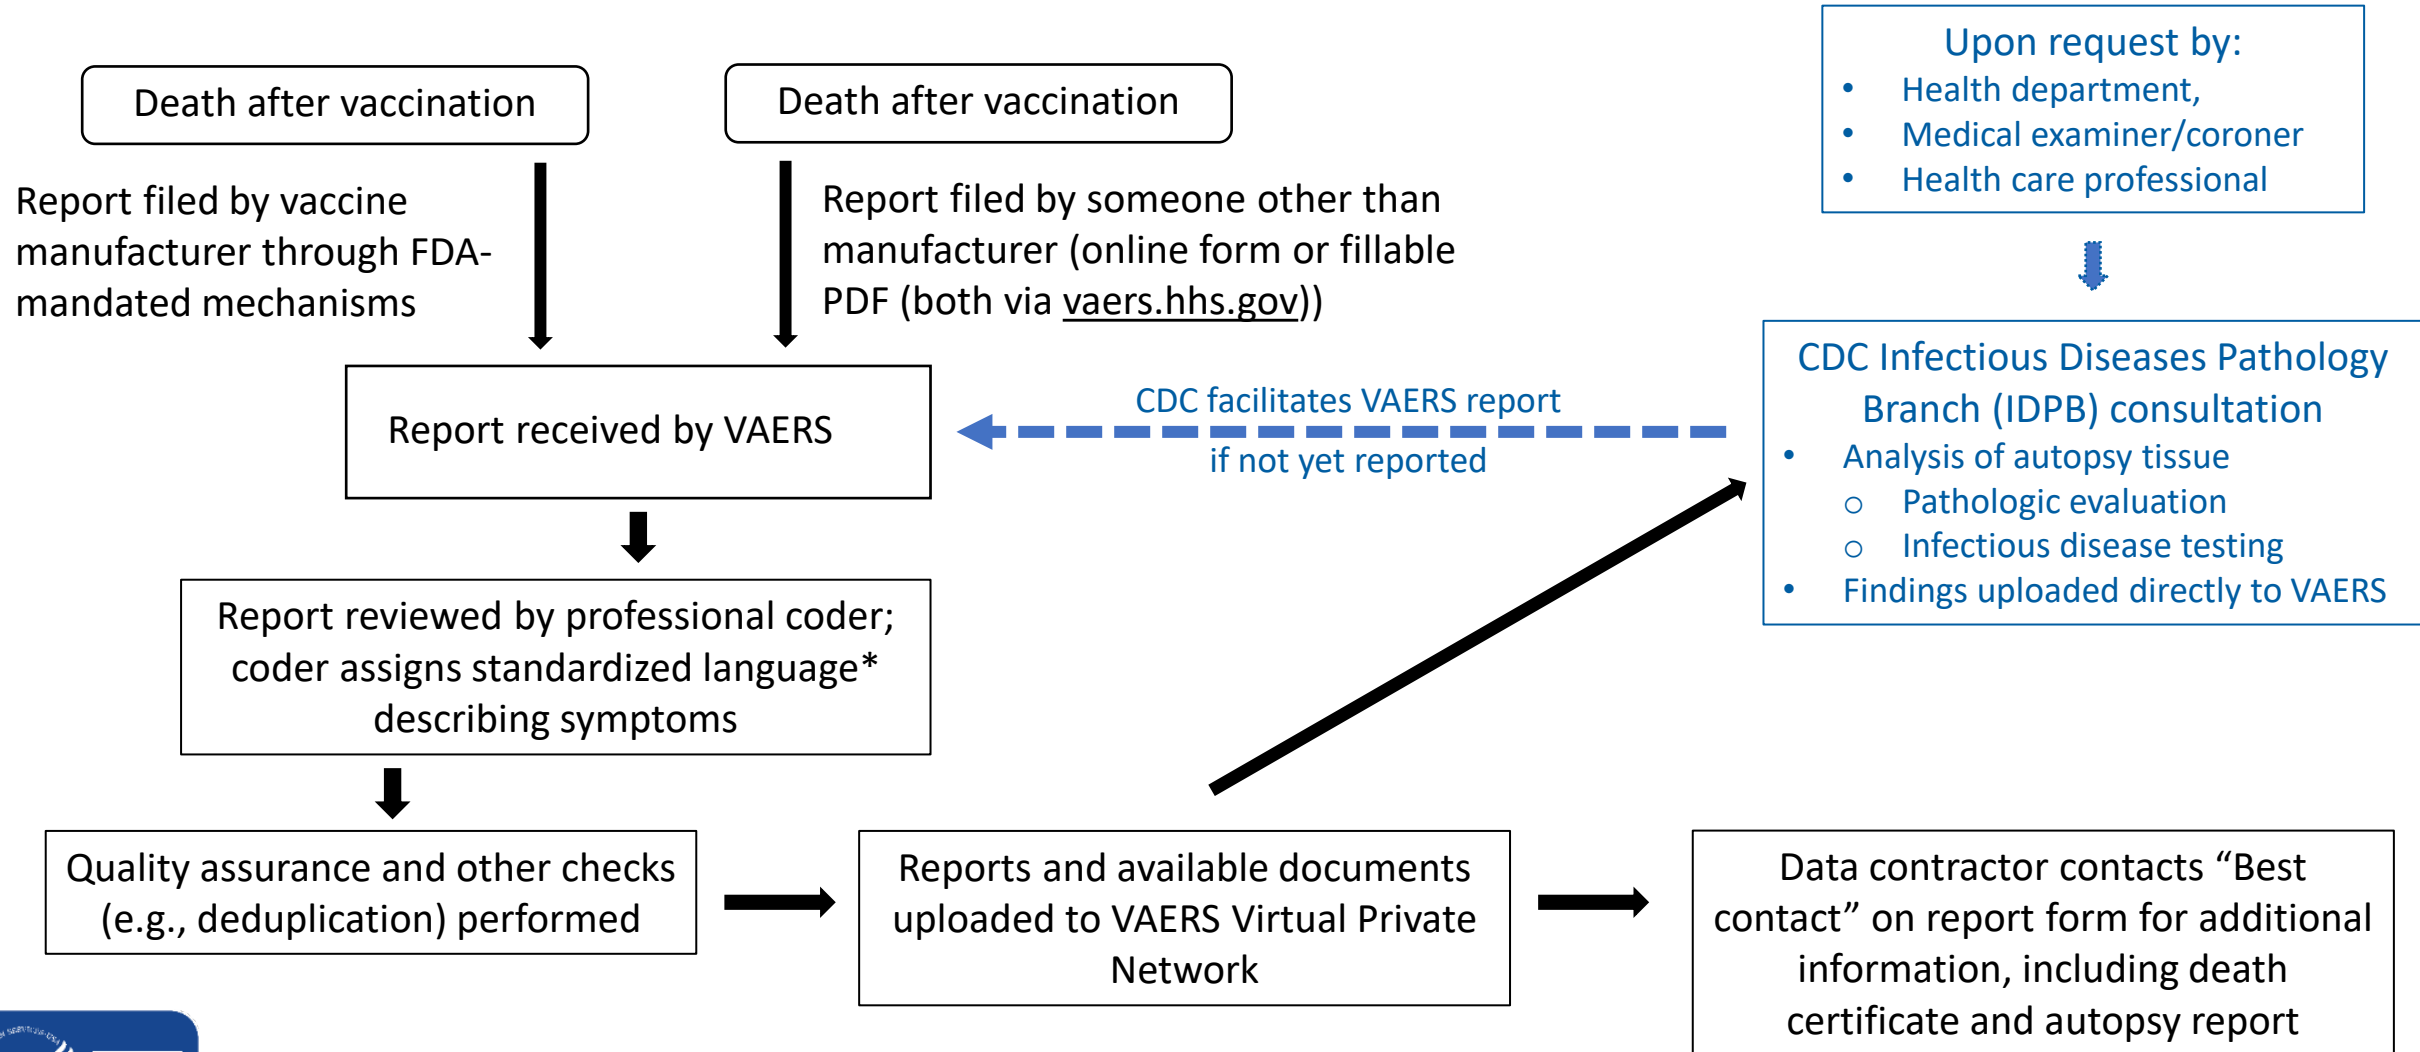 Death after vaccination
Death after vaccination
Upon request by:
• Health department,
• Medical examiner/coroner
• Health care professional
Report filed by vaccine
manufacturer through FDA-
mandated mechanisms
Report filed by someone other than
manufacturer (online form or fillable
PDF (both via vaers.hhs.gov))
Report received by VAERS
CDC facilitates VAERS report
if not yet reported
CDC Infectious Diseases Pathology
Branch (IDPB) consultation
• Analysis of autopsy tissue
o Pathologic evaluation
o Infectious disease testing
• Findings uploaded directly to VAERS
Report reviewed by professional coder;
coder assigns standardized language*
describing symptoms
Quality assurance and other checks
(e.g., deduplication) performed
Reports and available documents
uploaded to VAERS Virtual Private
Network
Data contractor contacts “Best
contact” on report form for additional
information, including death
certificate and autopsy report